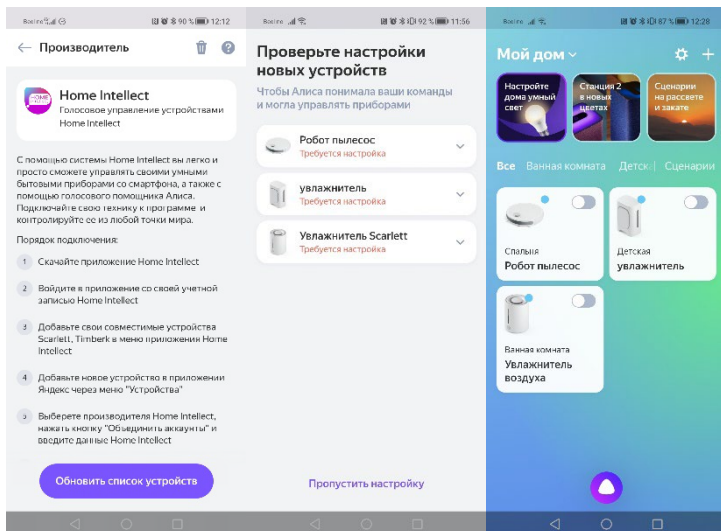 90 % 12:12
← Производитель
HOME
Home Intellect
Голосовое управление устройствами
Home Intellect
С помощью системы Home Intellect вы легко и
просто сможете управлять своими умными
бытовыми приборами со смартфона, а также с
помощью голосового помощника Алиса.
Подключайте свою технику к программе и
контролируйте ее из любой точки мира.
Порядок подключения:
1 Скачайте приложение Home Intellect
2 Войдите в приложение со своей учетной
записью Home Intellect
3 Добавьте свои совместимые устройства
Scarlett, Timberk в меню приложения Home
Intellect
4 Добавьте новое устройство в приложении
Яндекс через меню "Устройства"
5 Выберете производителя Home Intellect,
нажать кнопку "Объединить аккаунты" и
введите данные Home Intellect
Обновить список устройств
92 % 11:56
Проверьте настройки
новых устройств
Чтобы Алиса понимала ваши команды
и могла управлять приборами
Робот пылесос
Требуется настройка
увлажнитель
Требуется настройка
Увлажнитель Scarlett
Требуется настройка
Пропустить настройку
87 % 12:28
Мой дом
Настройте
дома умный
свет
Станция 2
в новых
цветах
Сценарии
на рассвете
и закате
Все Ванная комната Детск Сценарии
Спальня
Робот пылесос
Детская
увлажнитель
Ванная комната
Увлажнитель
воздуха